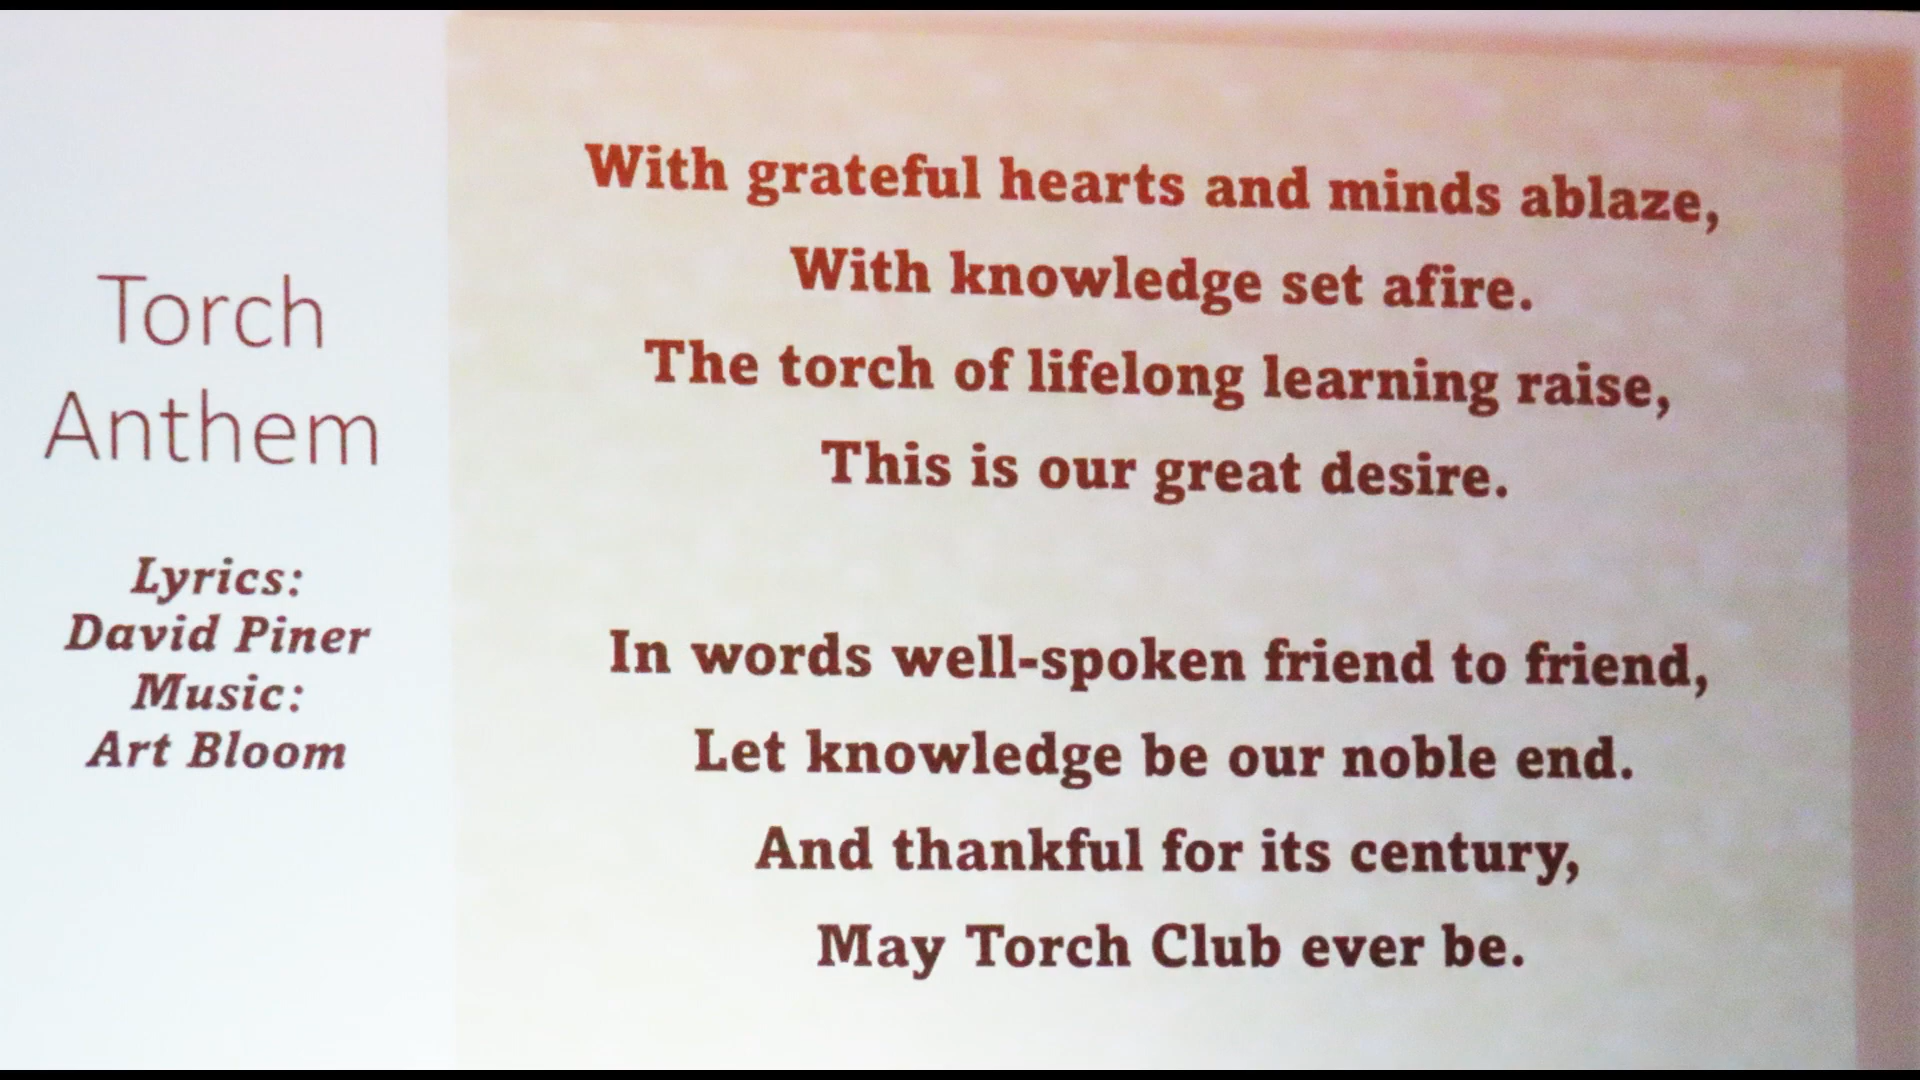 Torch
Anthem
Lyrics:
David Piner
Music:
Art Bloom
With grateful hearts and minds ablaze,
With knowledge set afire.
The torch of lifelong learning raise,
This is our great desire.
In words well-spoken friend to friend,
Let knowledge be our noble end.
And thankful for its century,
May Torch Club ever be.